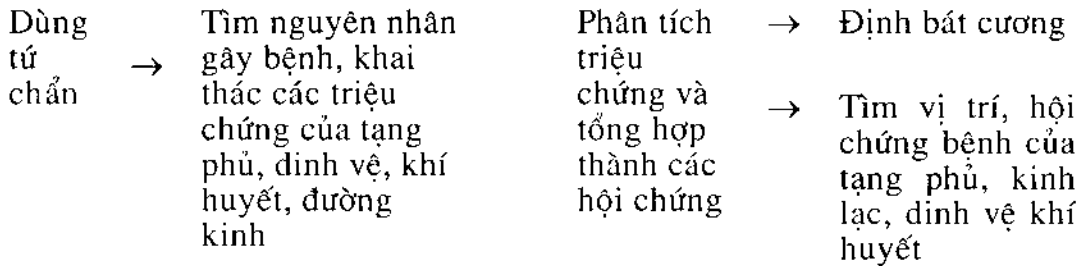 Dùng
tứ
chẩn
→
Tìm nguyên nhân
gây bệnh, khai
thác các triệu
chứng của tạng
phủ, dinh vệ, khí
huyết, đường
kinh
Phân tích
triệu
chứng và
tổng hợp
thành các
hội chứng
→ Định bát cương
→ Tìm vị trí, hội
chứng bệnh của
tạng phủ, kinh
lạc, dinh vệ khí
huyết